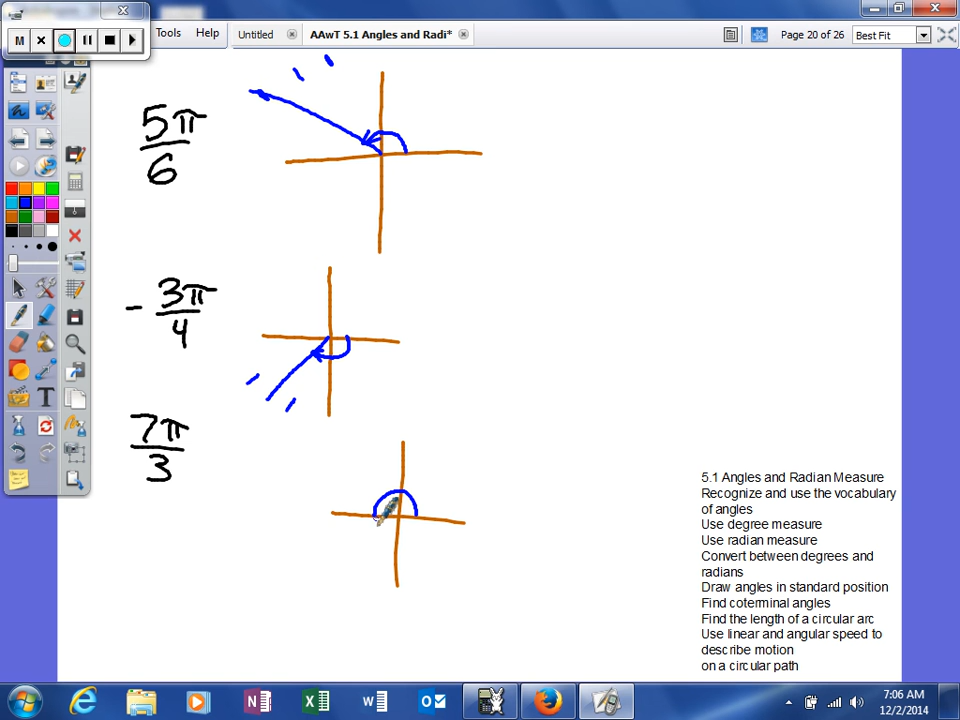 M
Tools Help
Untitled
AAwT 5.1 Angles and Radi*
Page 20 of 26
Best Fit
5π
6
- 3π
4
7π
3
T
5.1 Angles and Radian Measure
Recognize and use the vocabulary
of angles
Use degree measure
Use radian measure
Convert between degrees and
radians
Draw angles in standard position
Find coterminal angles
Find the length of a circular arc
Use linear and angular speed to
describe motion
on a circular path
7:06 AM
12/2/2014